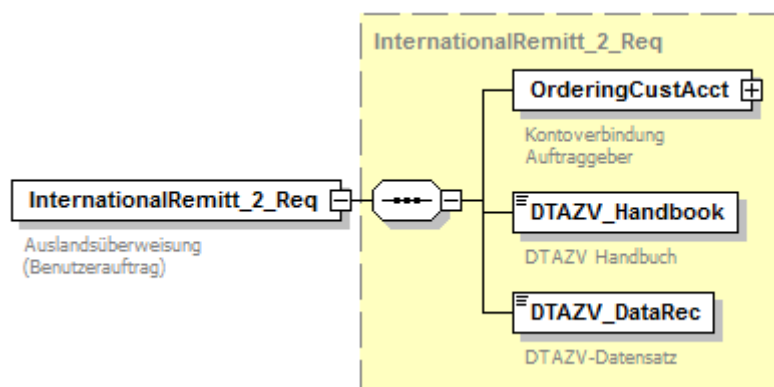 InternationalRemitt_2_Req
OrderingCustAcct
Kontoverbindung
Auftraggeber
InternationalRemitt_2_Req
Auslandsüberweisung
(Benutzerauftrag)
DTAZV_Handbook
DTAZV Handbuch
DTAZV_DataRec
DTAZV-Datensatz